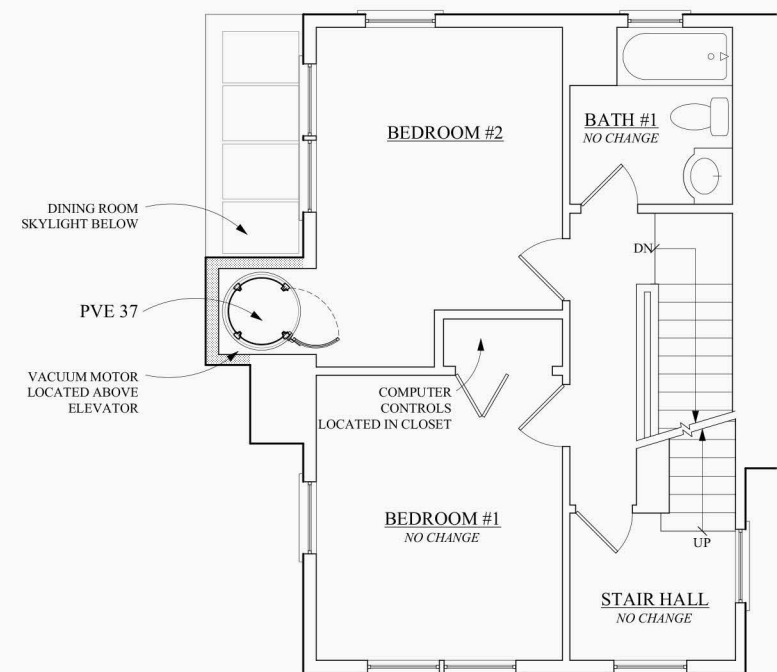 BEDROOM #2
BATH #1
NO CHANGE
DINING ROOM
SKYLIGHT BELOW
DN
PVE 37
VACUUM MOTOR
LOCATED ABOVE
ELEVATOR
COMPUTER
CONTROLS
LOCATED IN CLOSET
BEDROOM #1
NO CHANGE
UP
STAIR HALL
NO CHANGE